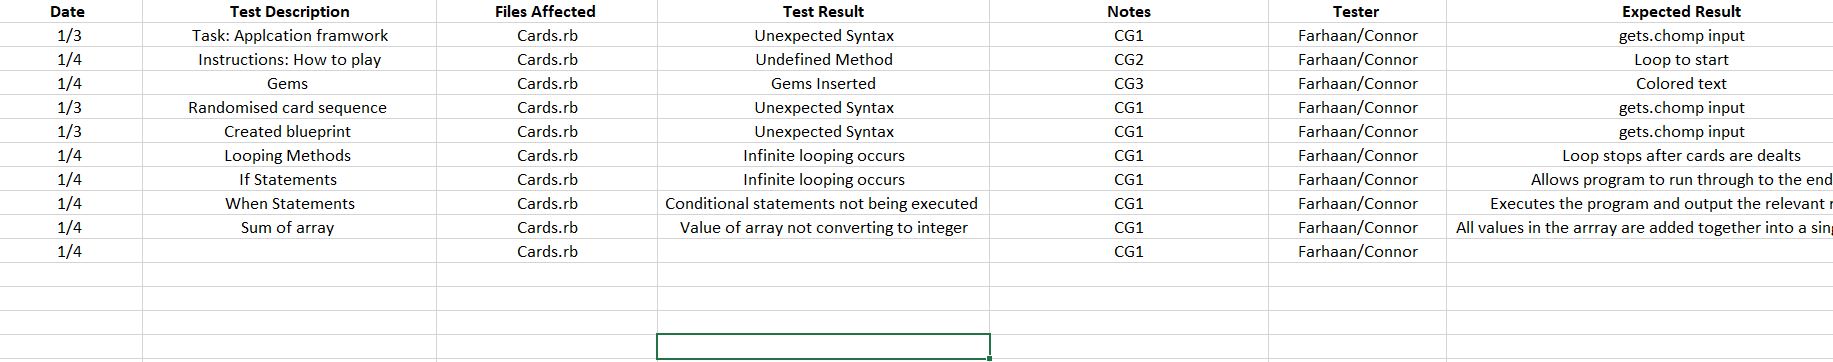 Date Test Description Files Affected Test Result Notes Tester Expected Result
1/3 Task: Applcation framwork Cards.rb Unexpected Syntax CG1 Farhaan/Connor gets.chomp input
1/4 Instructions: How to play Cards.rb Undefined Method CG2 Farhaan/Connor Loop to start
1/4 Gems Cards.rb Gems Inserted CG3 Farhaan/Connor Colored text
1/3 Randomised card sequence Cards.rb Unexpected Syntax CG1 Farhaan/Connor gets.chomp input
1/3 Created blueprint Cards.rb Unexpected Syntax CG1 Farhaan/Connor gets.chomp input
1/4 Looping Methods Cards.rb Infinite looping occurs CG1 Farhaan/Connor Loop stops after cards are dealts
1/4 If Statements Cards.rb Infinite looping occurs CG1 Farhaan/Connor Allows program to run through to the end
1/4 When Statements Cards.rb Conditional statements not being executed CG1 Farhaan/Connor Executes the program and output the relevant
1/4 Sum of array Cards.rb Value of array not converting to integer CG1 Farhaan/Connor All values in the arrray are added together into a
1/4 Cards.rb CG1 Farhaan/Connor